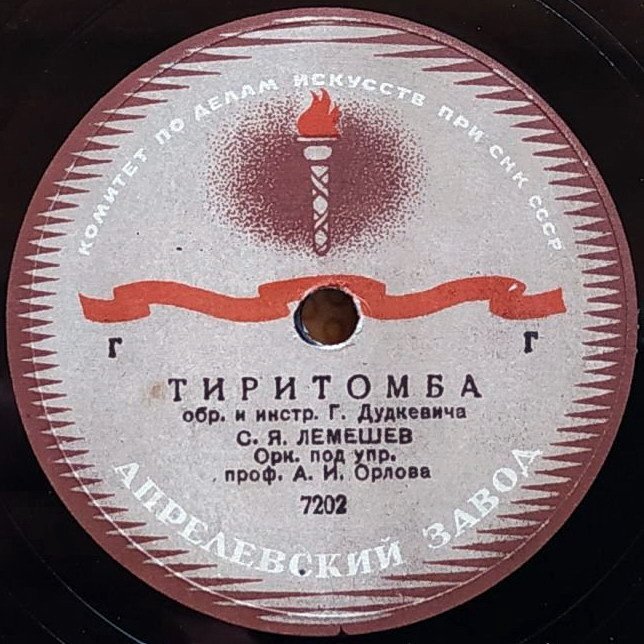 КОМИТЕТ ПО ДЕЛАМ ИСКУССТВ ПРИ СНК СССР
Г Г
ТИРИТОМБА
обр. и инстр. Г. Дудкевича
С. Я. ЛЕМЕШЕВ
Орк. под упр.
проф. А. И. Орлова
7202
АПРЕЛЕВСКИЙ ЗАВОД